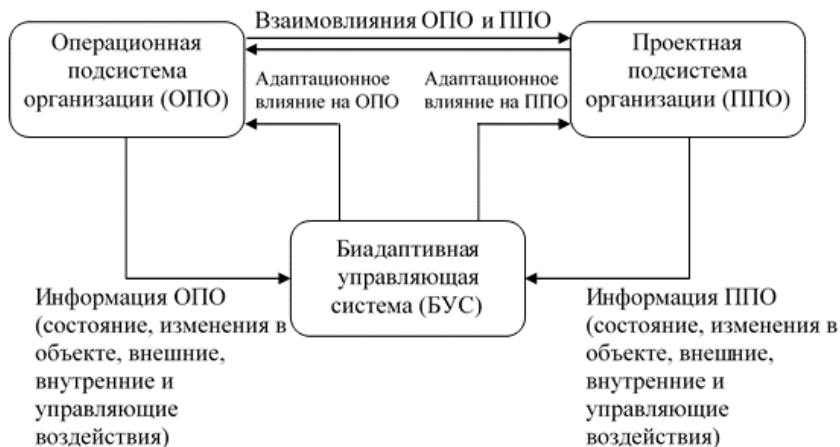 Взаимовлияния ОПО и ППО
Операционная
подсистема
организации (ОПО)
Проектная
подсистема
организации (ППО)
Адаптационное
влияние на ОПО
Адаптационное
влияние на ППО
Биадаптивная
управляющая
система (БУС)
Информация ОПО
(состояние, изменения в
объекте, внешние,
внутренние и
управляющие
воздействия)
Информация ППО
(состояние, изменения в
объекте, внешние,
внутренние и
управляющие
воздействия)